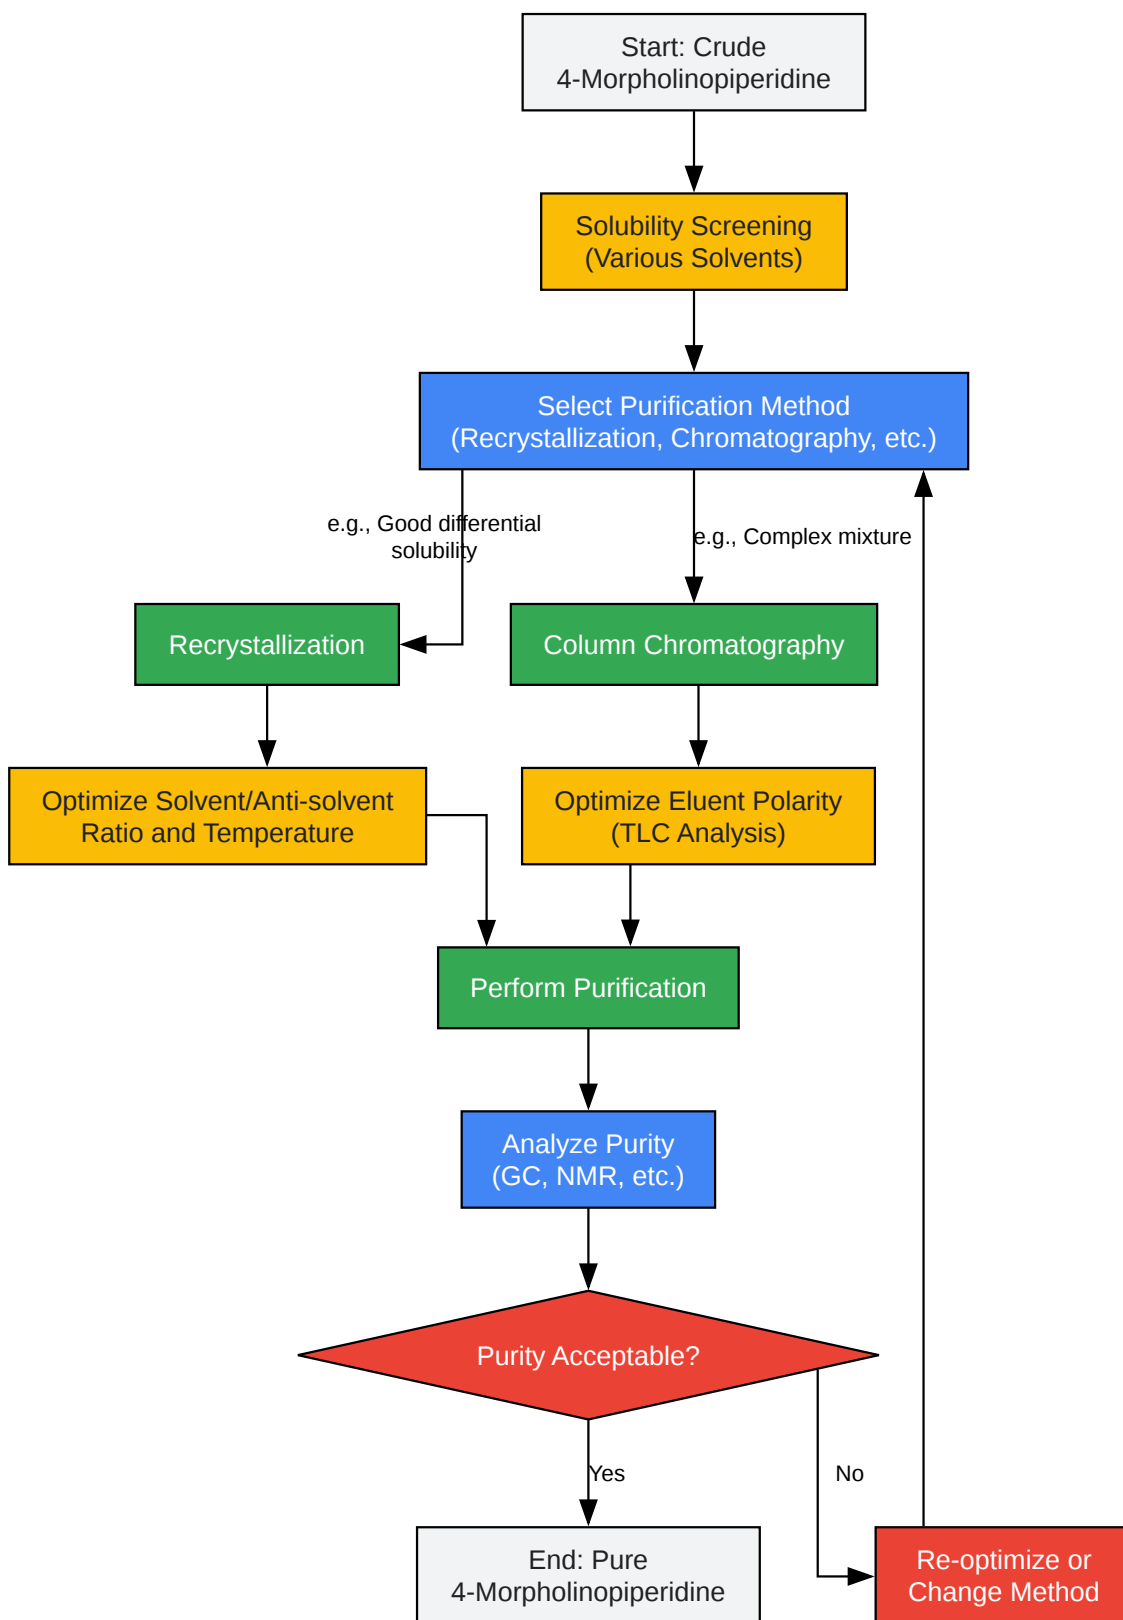 Start: Crude
4-Morpholinopiperidine
Solubility Screening
(Various Solvents)
Select Purification Method
(Recrystallization, Chromatography, etc.)
e.g., Good differential
solubility
e.g., Complex mixture
Recrystallization
Column Chromatography
Optimize Solvent/Anti-solvent
Ratio and Temperature
Optimize Eluent Polarity
(TLC Analysis)
Perform Purification
Analyze Purity
(GC, NMR, etc.)
Purity Acceptable?
Yes
No
End: Pure
4-Morpholinopiperidine
Re-optimize or
Change Method